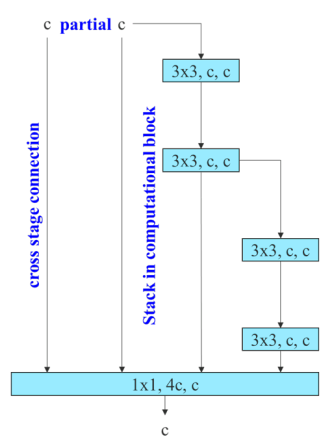 c partial c
3x3, c, c
cross stage connection
Stack in computational block
3x3, c, c
3x3, c, c
3x3, c, c
1x1, 4c, c
c